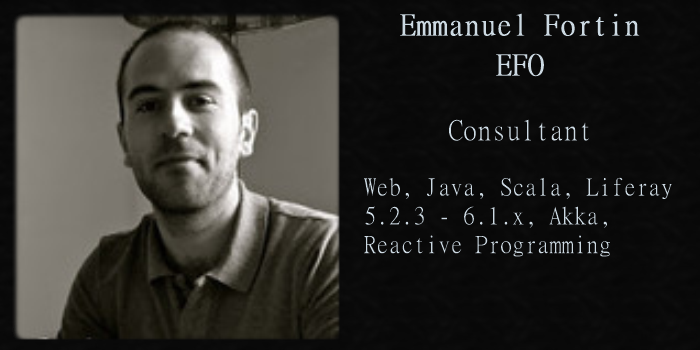 Emmanuel Fortin
EFO
Consultant
Web, Java, Scala, Liferay
5.2.3 - 6.1.x, Akka,
Reactive Programming